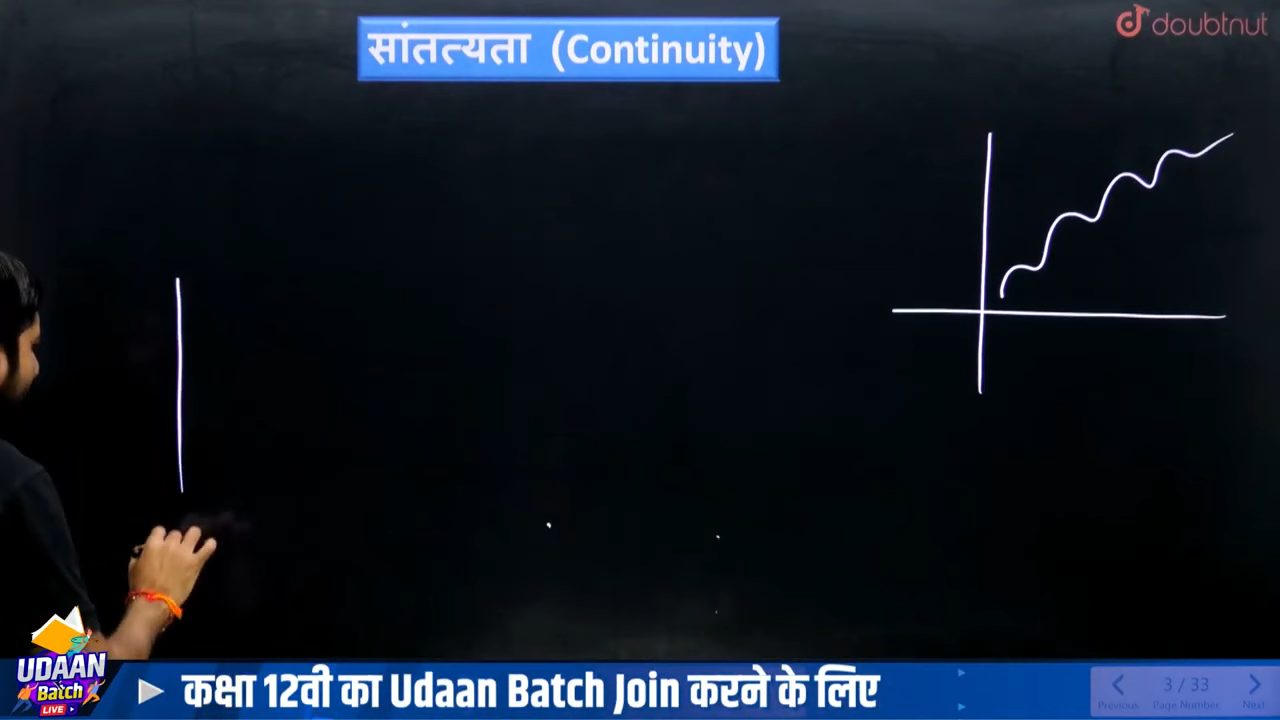 सांतत्यता (Continuity)
doubtnut
UDAAN
Batch
LIVE
कक्षा 12वी का Udaan Batch Join करने के लिए
3 / 33
Previous Page Number Next